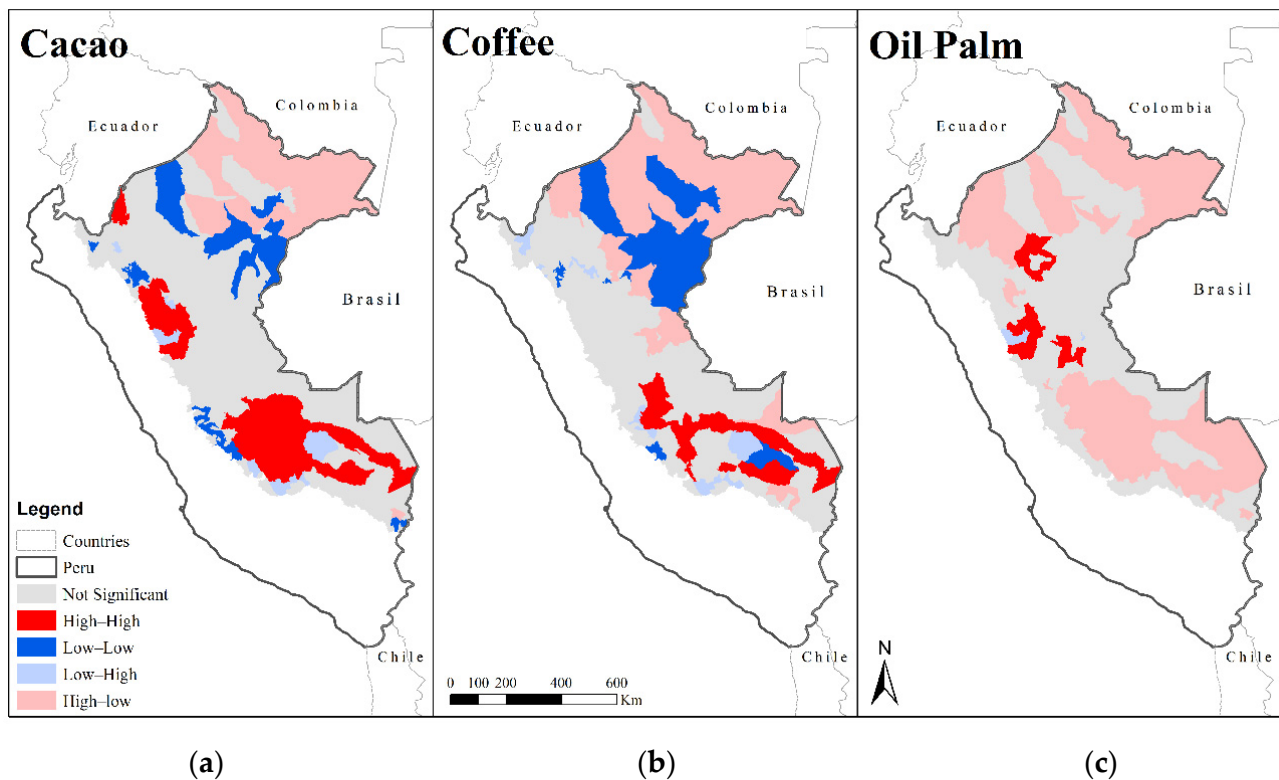 Cacao
Colombia
Ecuador
Brasil
Legend
Countries
Peru
Not Significant
High–High
Low–Low
Low–High
High–low
Chile
Coffee
Colombia
Ecuador
Brasil
0 100 200 400 600
Km
Chile
Oil Palm
Colombia
Ecuador
Brasil
N
Chile
(a)
(b)
(c)